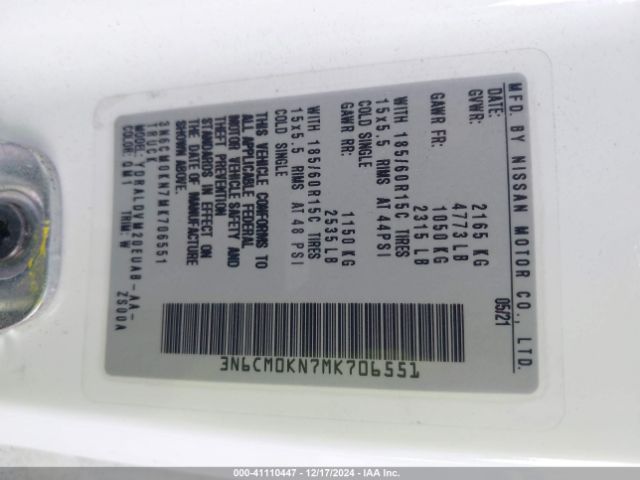 MFD. BY NISSAN MOTOR CO., LTD.
DATE: 05/21
GVWR: 2165 KG
4773 LB
GAWR FR: 1050 KG
2315 LB
WITH 185/60R15C TIRES
15x5.5 RIMS AT 44PSI
COLD SINGLE
GAWR RR: 1150 KG
2535 LB
WITH 185/60R15C TIRES
15x5.5 RIMS AT 48 PSI
COLD SINGLE
THIS VEHICLE CONFORMS TO
ALL APPLICABLE FEDERAL
MOTOR VEHICLE SAFETY AND
THEFT PREVENTION
STANDARDS IN EFFECT ON
THE DATE OF MANUFACTURE
SHOWN ABOVE.
3N6CM0KN7MK706551
TRUCK
MODEL: YDRALQVM20EUAB-AA-
ZS00A
COLOR: QM1 TRIM: W
3N6CM0KN7MK706551
000-41110447 - 12/17/2024 - IAA Inc.